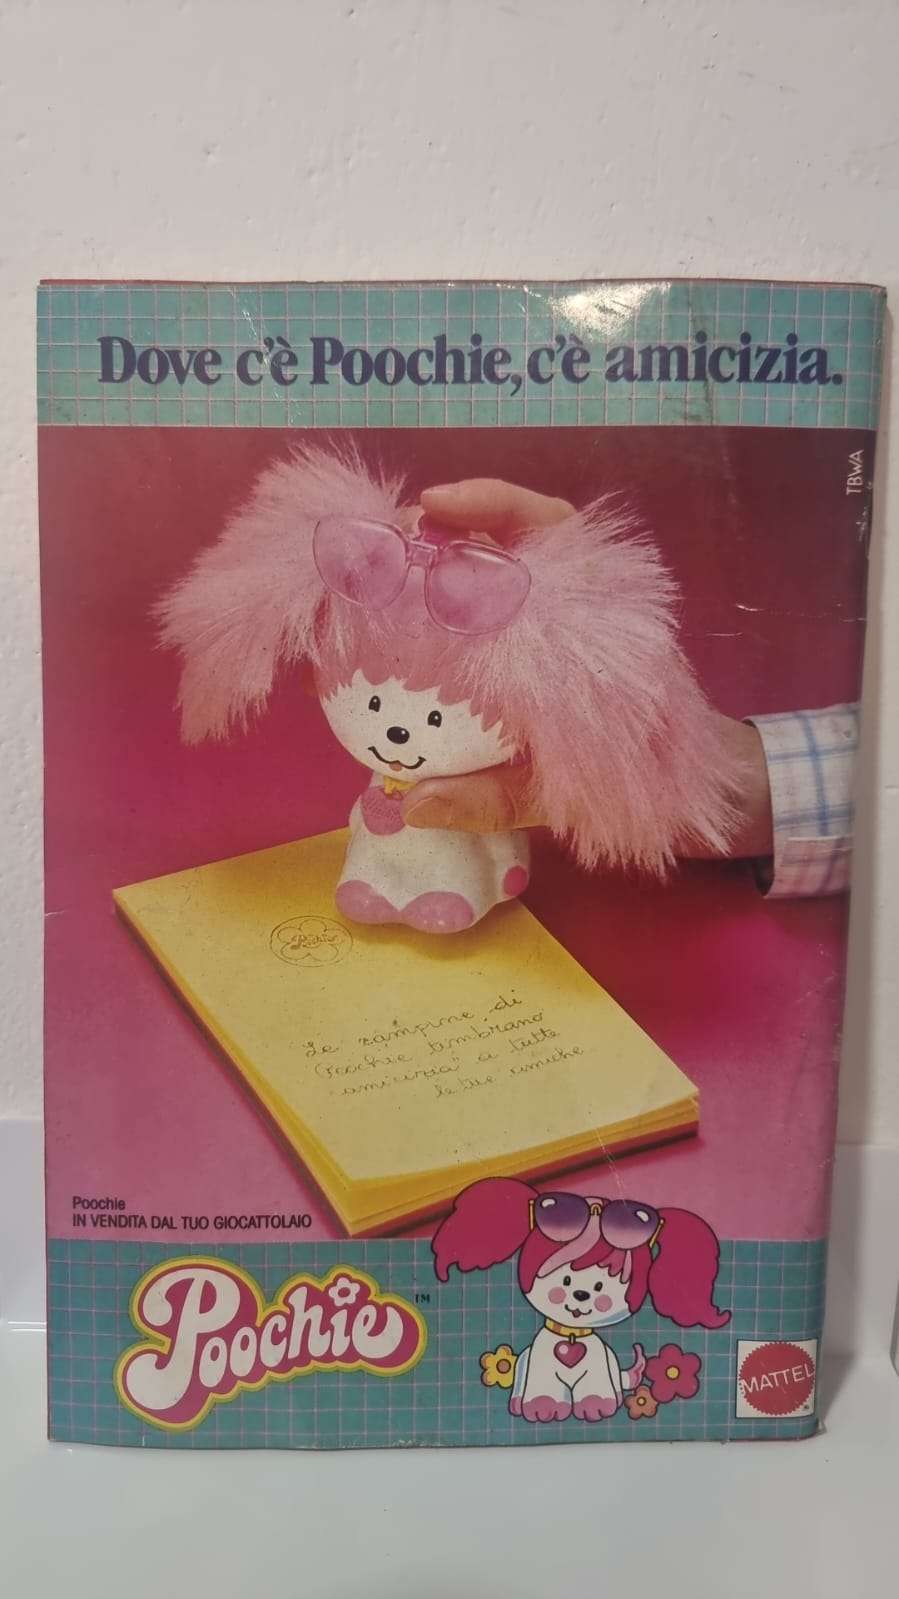 Dove c'è Poochie, c'è amicizia.
TBWA
Poochie
Le zampine di
Poochie timbrano
"amicizia" a tutte
le tue amiche
Poochie
IN VENDITA DAL TUO GIOCATTOLAIO
Poochie™
MATTEL